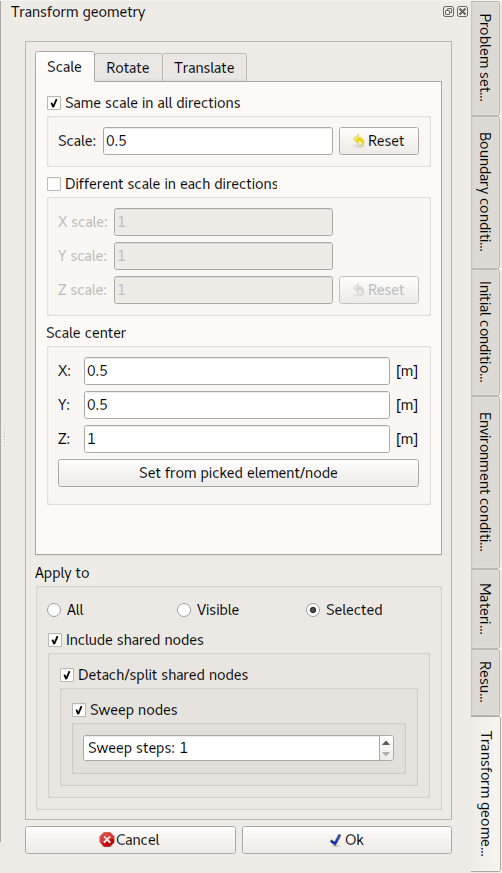 Transform geometry
Scale
Rotate
Translate
Same scale in all directions
Scale: 0.5 Reset
Different scale in each directions
X scale: 1
Y scale: 1
Z scale: 1 Reset
Scale center
X: 0.5 [m]
Y: 0.5 [m]
Z: 1 [m]
Set from picked element/node
Apply to
All
Visible
Selected
Include shared nodes
Detach/split shared nodes
Sweep nodes
Sweep steps: 1
Cancel
Ok
Problem set...
Boundary conditi...
Initial conditio...
Environment conditi...
Materi...
Resu...
Transform geome...